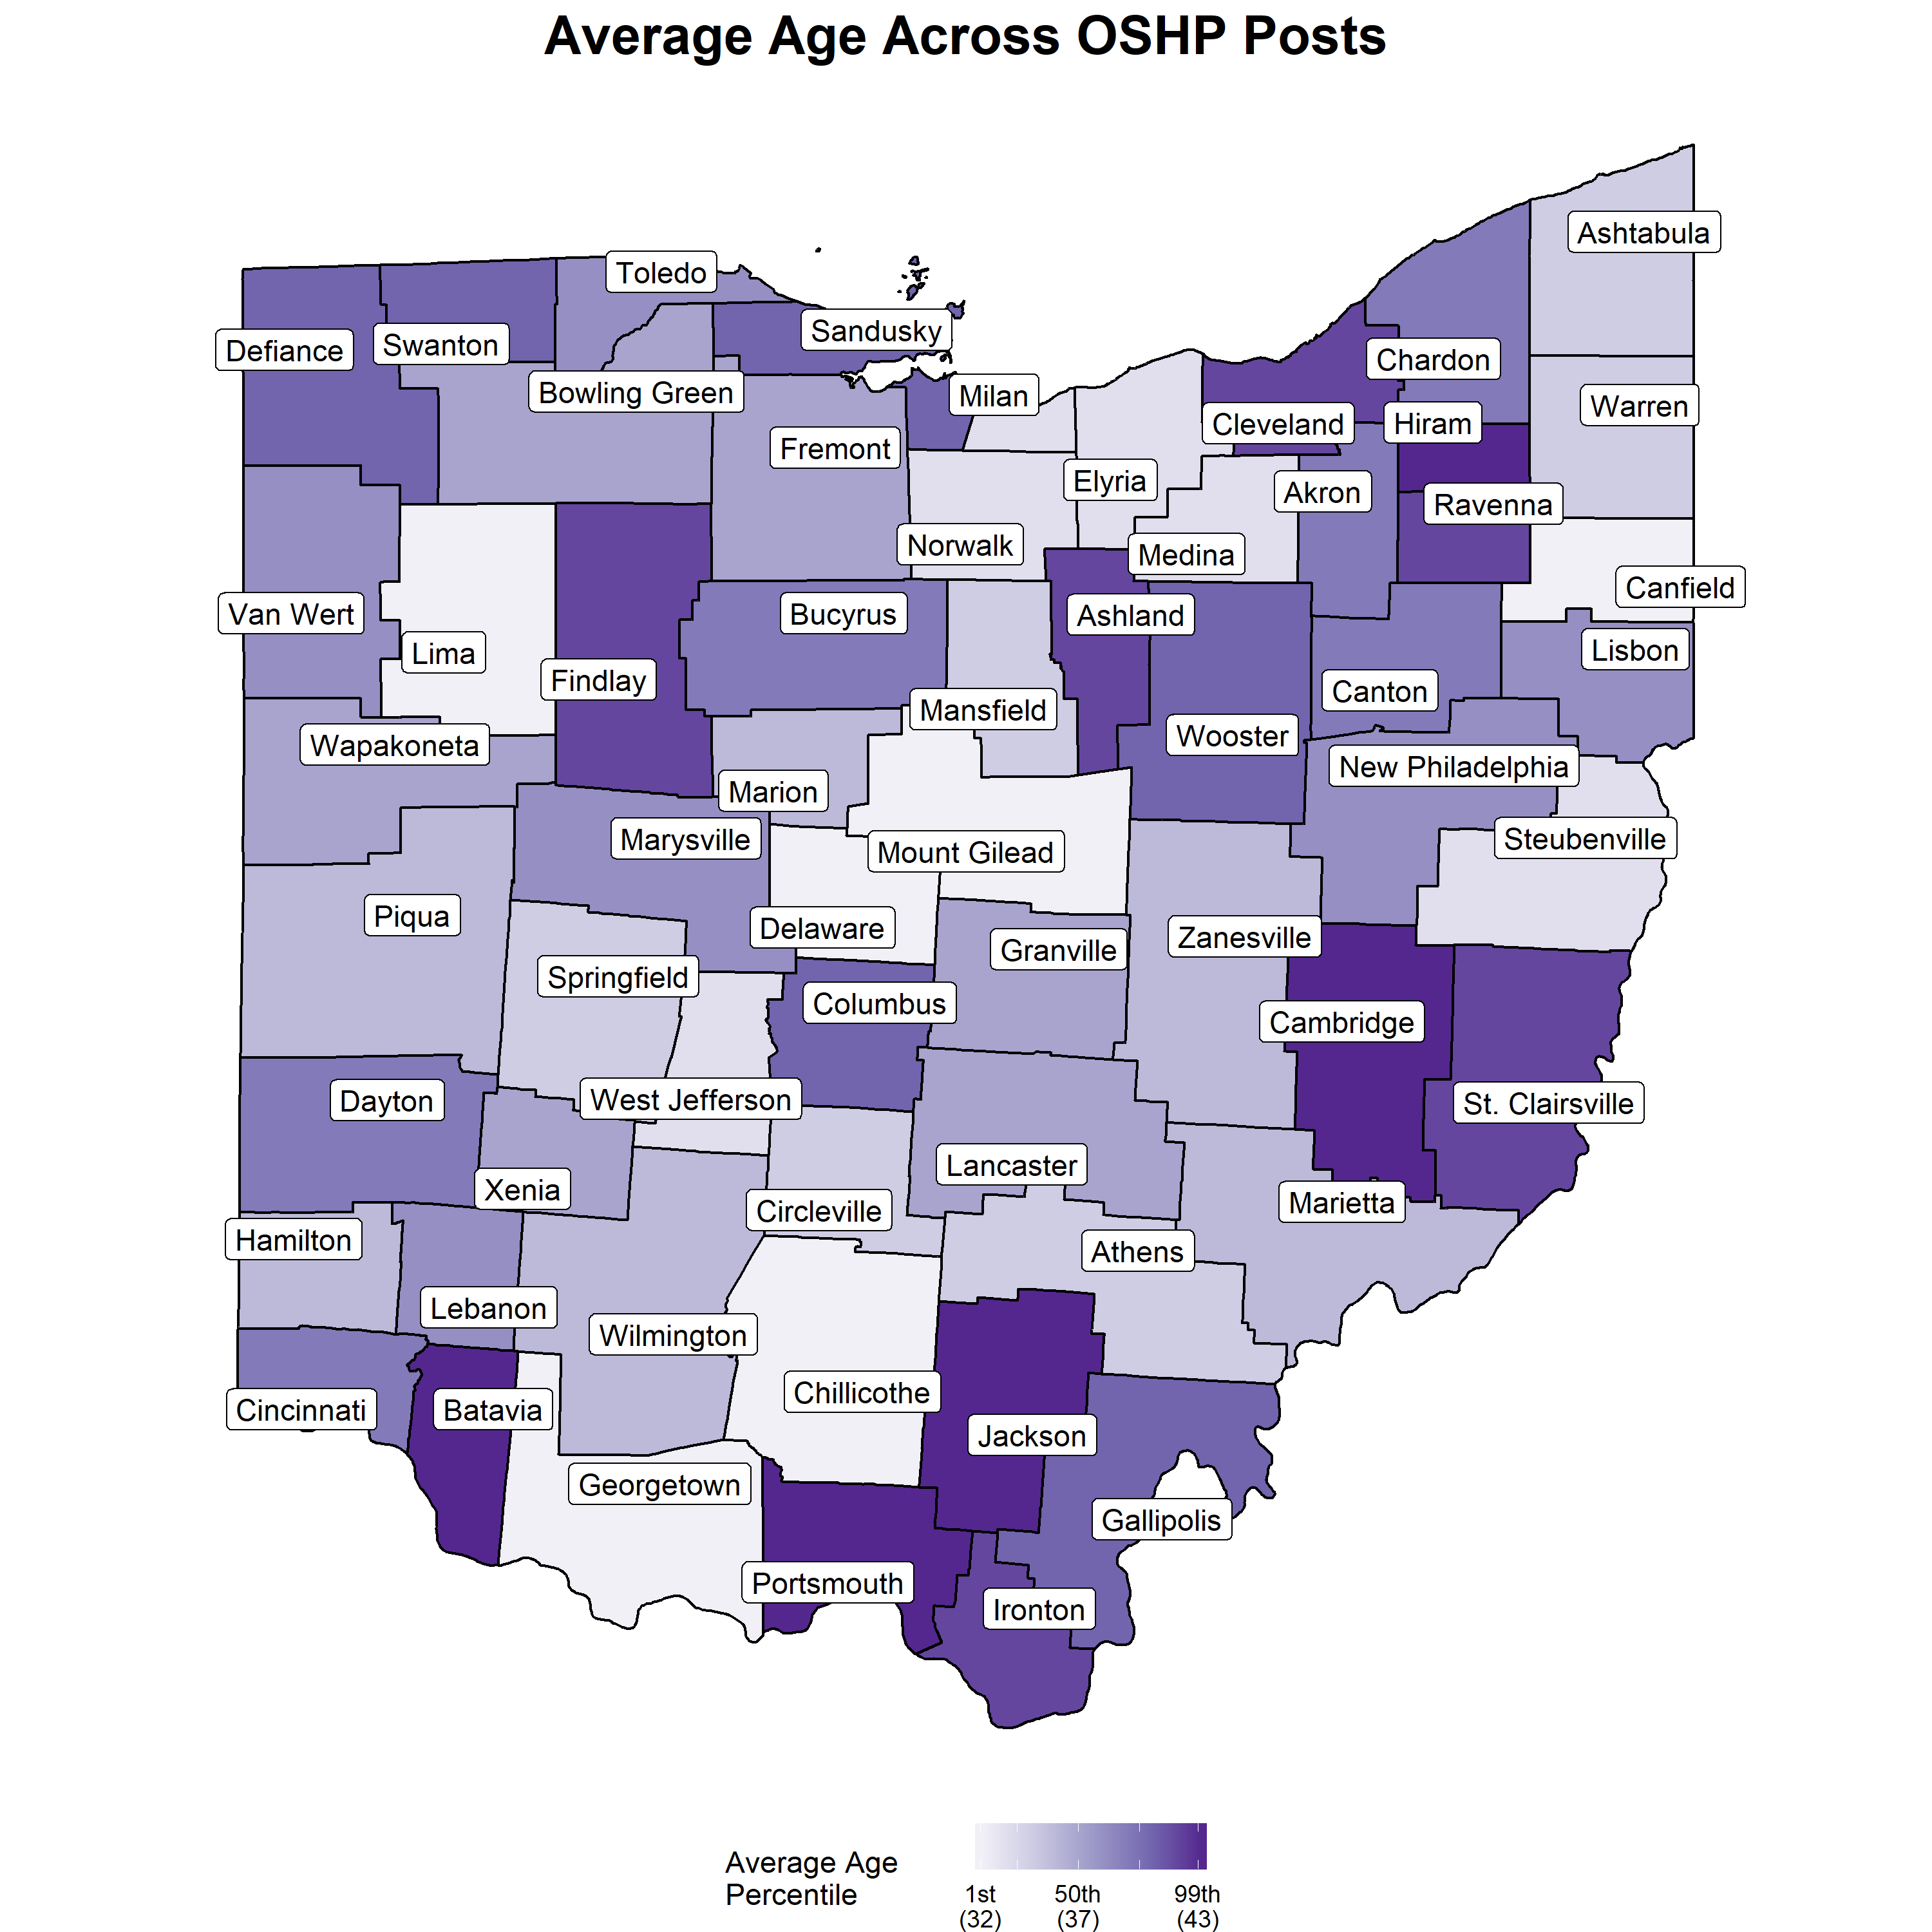 Average Age Across OSHP Posts
Ashtabula
Toledo
Sandusky
Swanton
Defiance
Chardon
Bowling Green
Milan
Warren
Cleveland
Hiram
Fremont
Elyria
Akron
Ravenna
Norwalk
Medina
Canfield
Van Wert
Bucyrus
Ashland
Lima
Lisbon
Findlay
Canton
Mansfield
Wooster
Wapakoneta
New Philadelphia
Marion
Marysville
Steubenville
Mount Gilead
Piqua
Delaware
Zanesville
Granville
Springfield
Columbus
Cambridge
Dayton
West Jefferson
St. Clairsville
Lancaster
Xenia
Marietta
Circleville
Hamilton
Athens
Lebanon
Wilmington
Chillicothe
Cincinnati
Batavia
Jackson
Georgetown
Gallipolis
Portsmouth
Ironton
Average Age
Percentile
1st 50th 99th
(32) (37) (43)